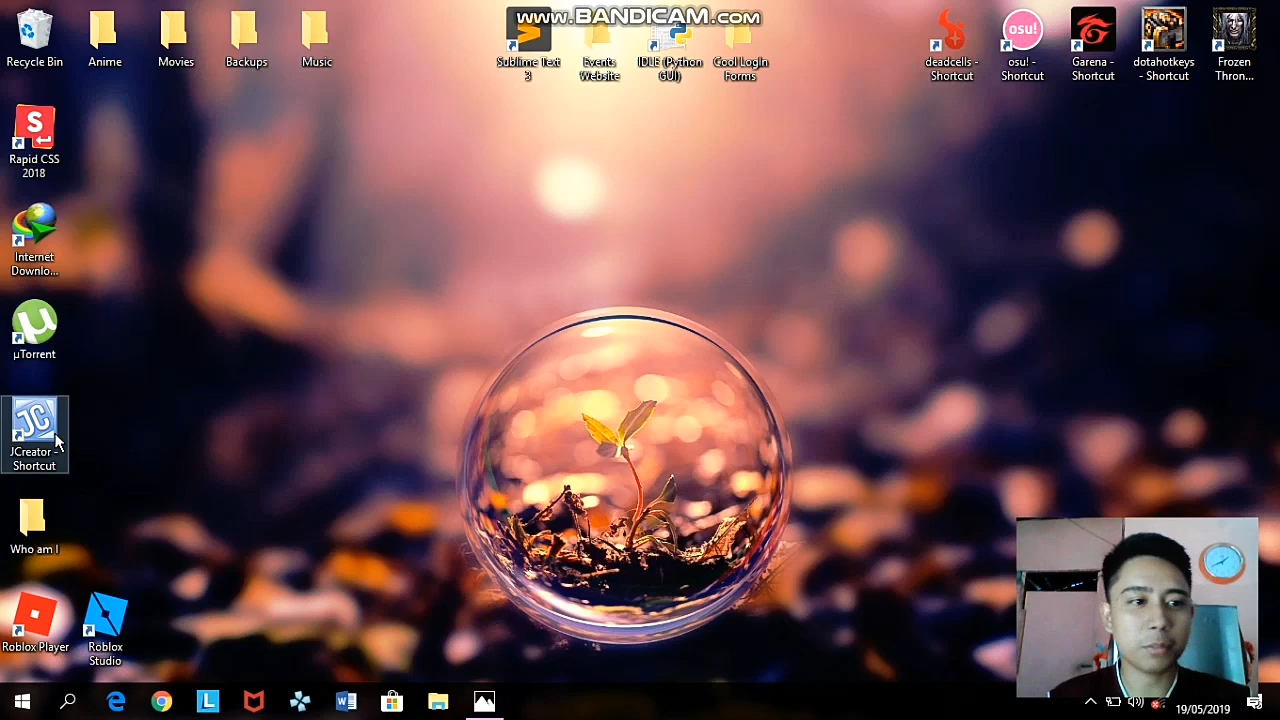 www.BANDICAM.com
Recycle Bin
Anime
Movies
Backups
Music
Sublime Text
3
Events
Website
IDLE (Python
GUI)
Cool Login
Forms
deadcells -
Shortcut
osu!
osu! -
Shortcut
Garena -
Shortcut
dotahotkeys
- Shortcut
Frozen
Thron...
S
Rapid CSS
2018
Internet
Downlo...
µ
µTorrent
JC
JCreator -
Shortcut
Who am I
Roblox Player
Roblox
Studio
L
W
19/05/2019